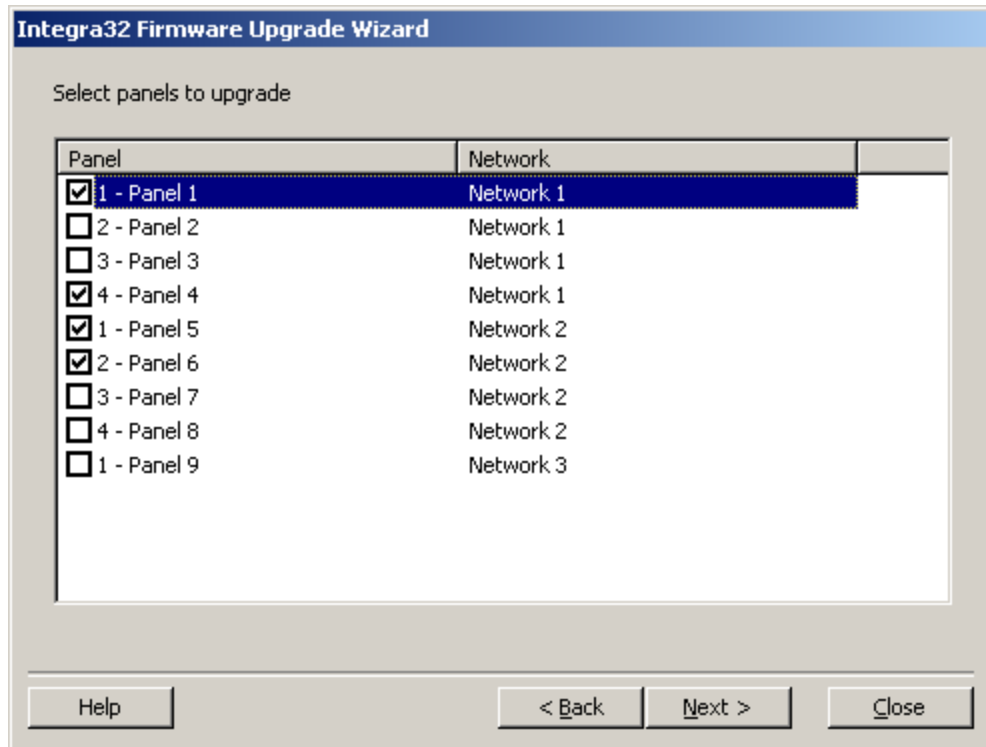 Integra32 Firmware Upgrade Wizard
Select panels to upgrade
Panel Network
1 - Panel 1 Network 1
2 - Panel 2 Network 1
3 - Panel 3 Network 1
4 - Panel 4 Network 1
1 - Panel 5 Network 2
2 - Panel 6 Network 2
3 - Panel 7 Network 2
4 - Panel 8 Network 2
1 - Panel 9 Network 3
Help < Back Next > Close